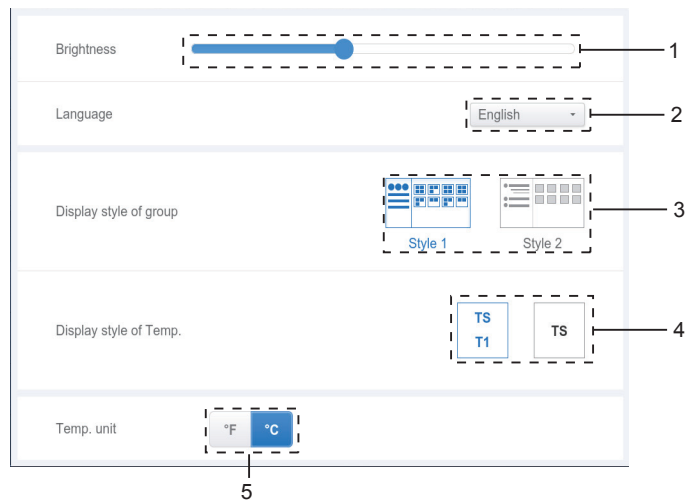 Brightness
1
Language
English
2
Display style of group
Style 1
Style 2
3
Display style of Temp.
TS
T1
TS
4
Temp. unit
°F
°C
5